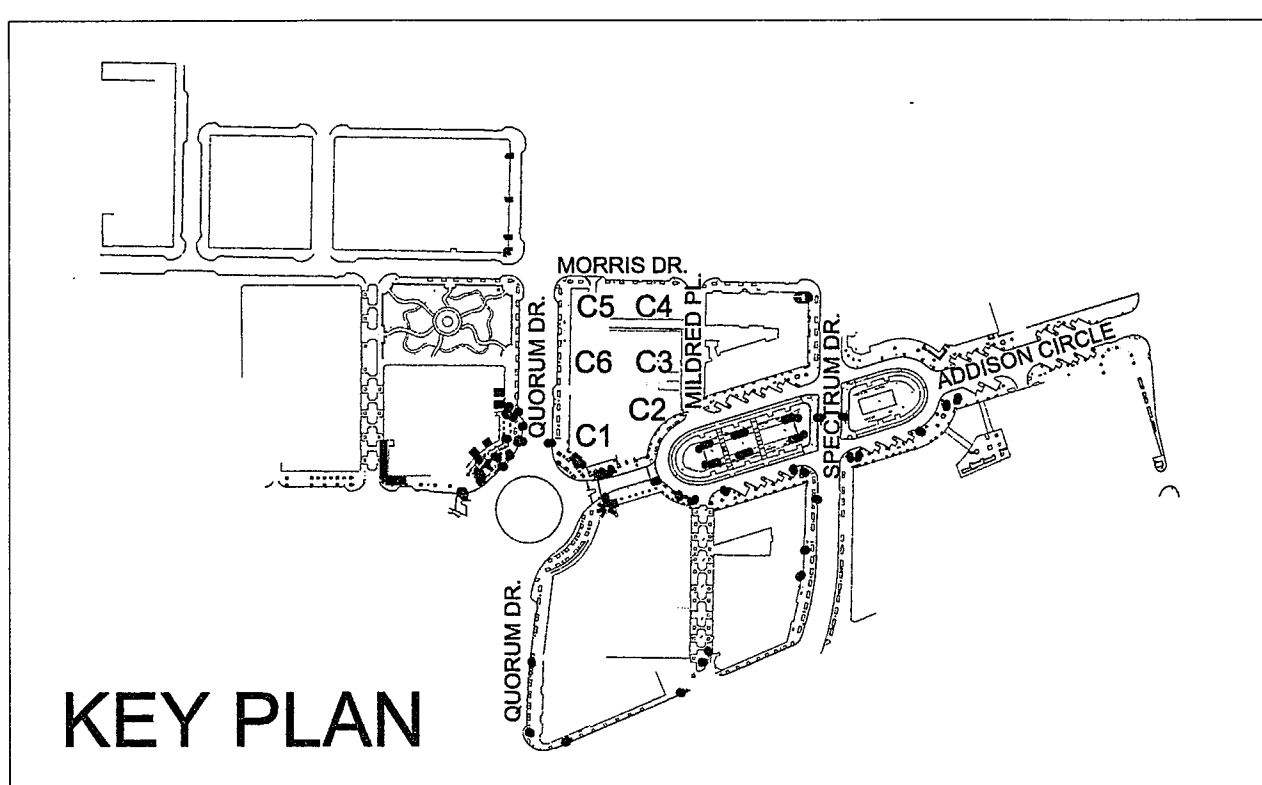 MORRIS DR.
QUORUM DR.
C5 C4
MILDRED PL.
SPECTRUM DR.
C6 C3
ADDISON CIRCLE
C2
C1
QUORUM DR.
KEY PLAN